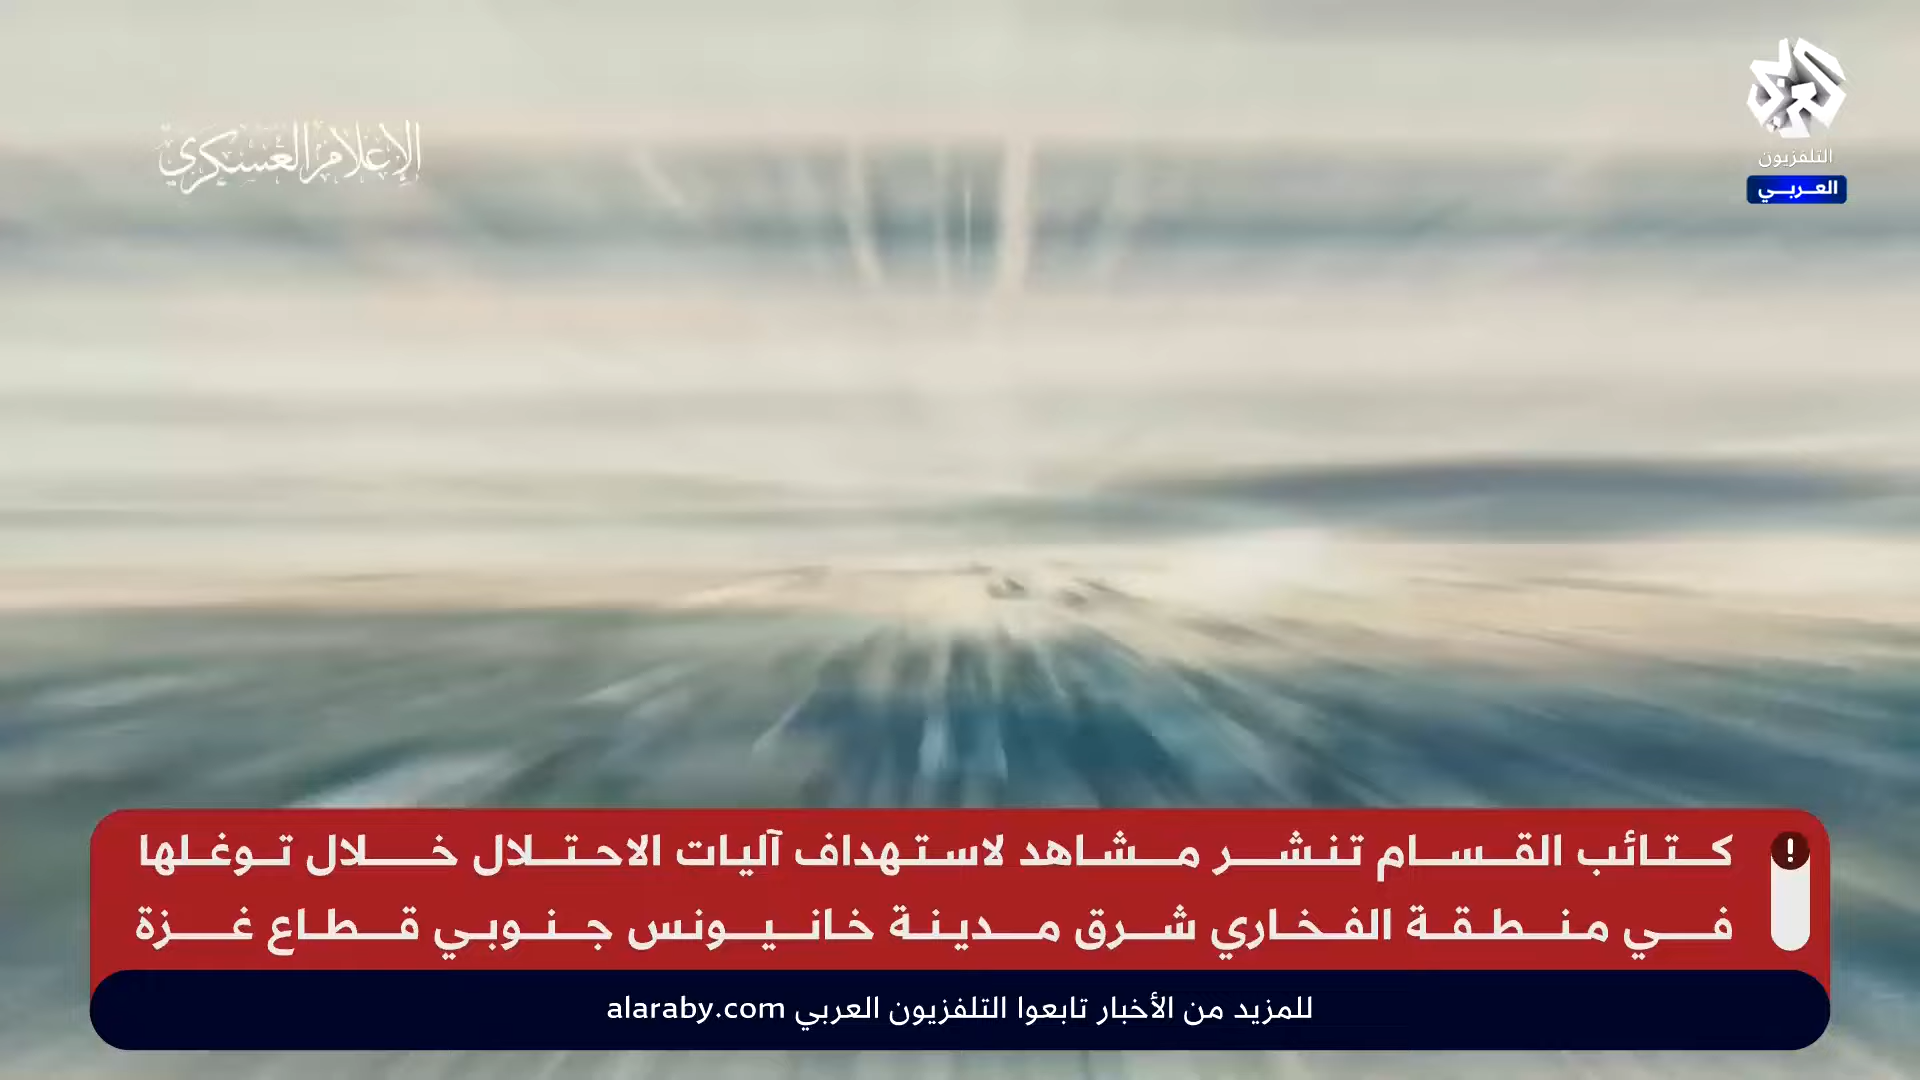 الإعلام العسكري
العربي
التلفزيون
العربي
كتائب القسام تنشر مشاهد لاستهداف آليات الاحتلال خلال توغلها
في منطقة الفخاري شرق مدينة خانيونس جنوبي قطاع غزة
للمزيد من الأخبار تابعوا التلفزيون العربي alaraby.com